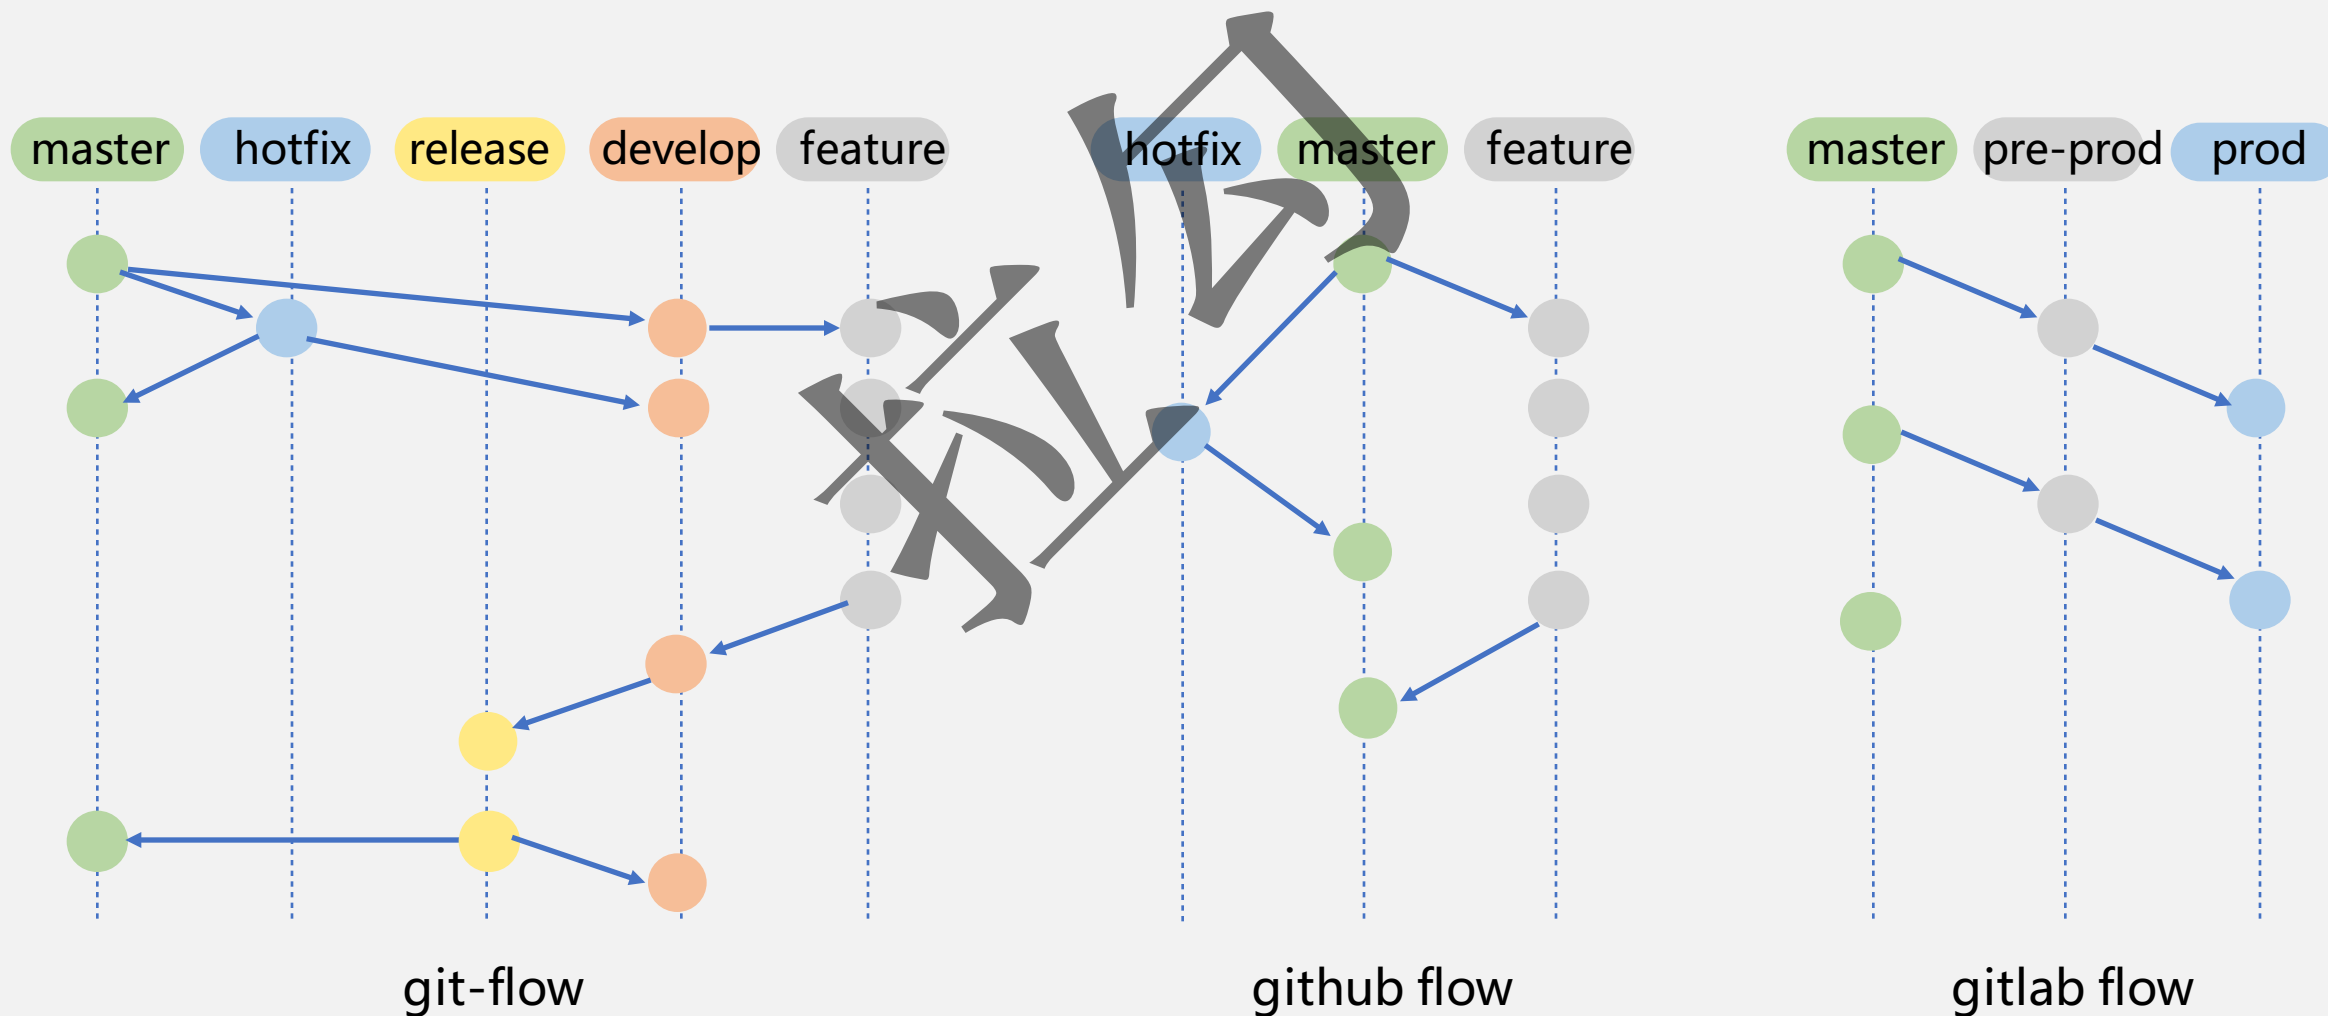 master hotfix release develop feature hotfix master feature master pre-prod prod
git-flow github flow gitlab flow